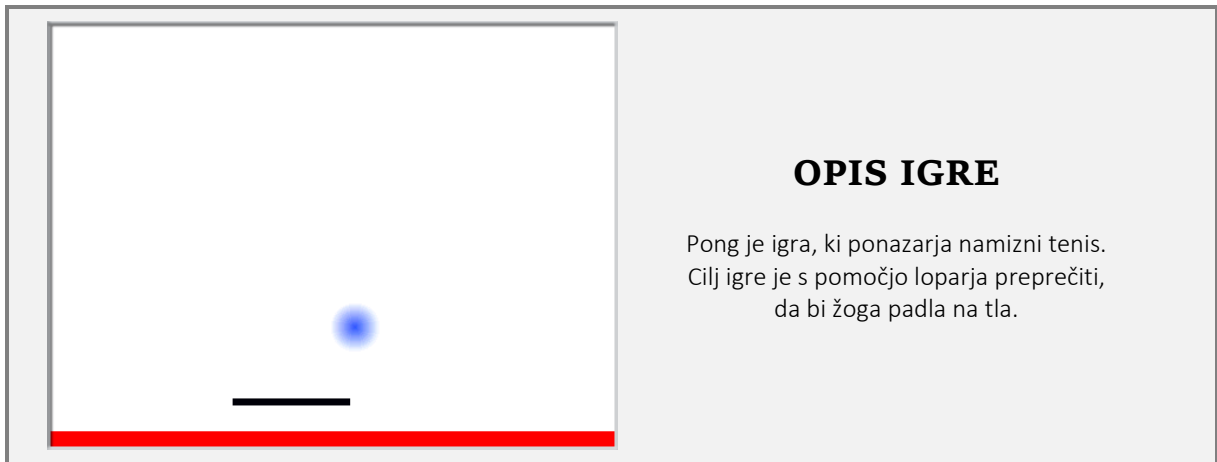 OPIS IGRE
Pong je igra, ki ponazarja namizni tenis.
Cilj igre je s pomočjo loparja preprečiti,
da bi žoga padla na tla.